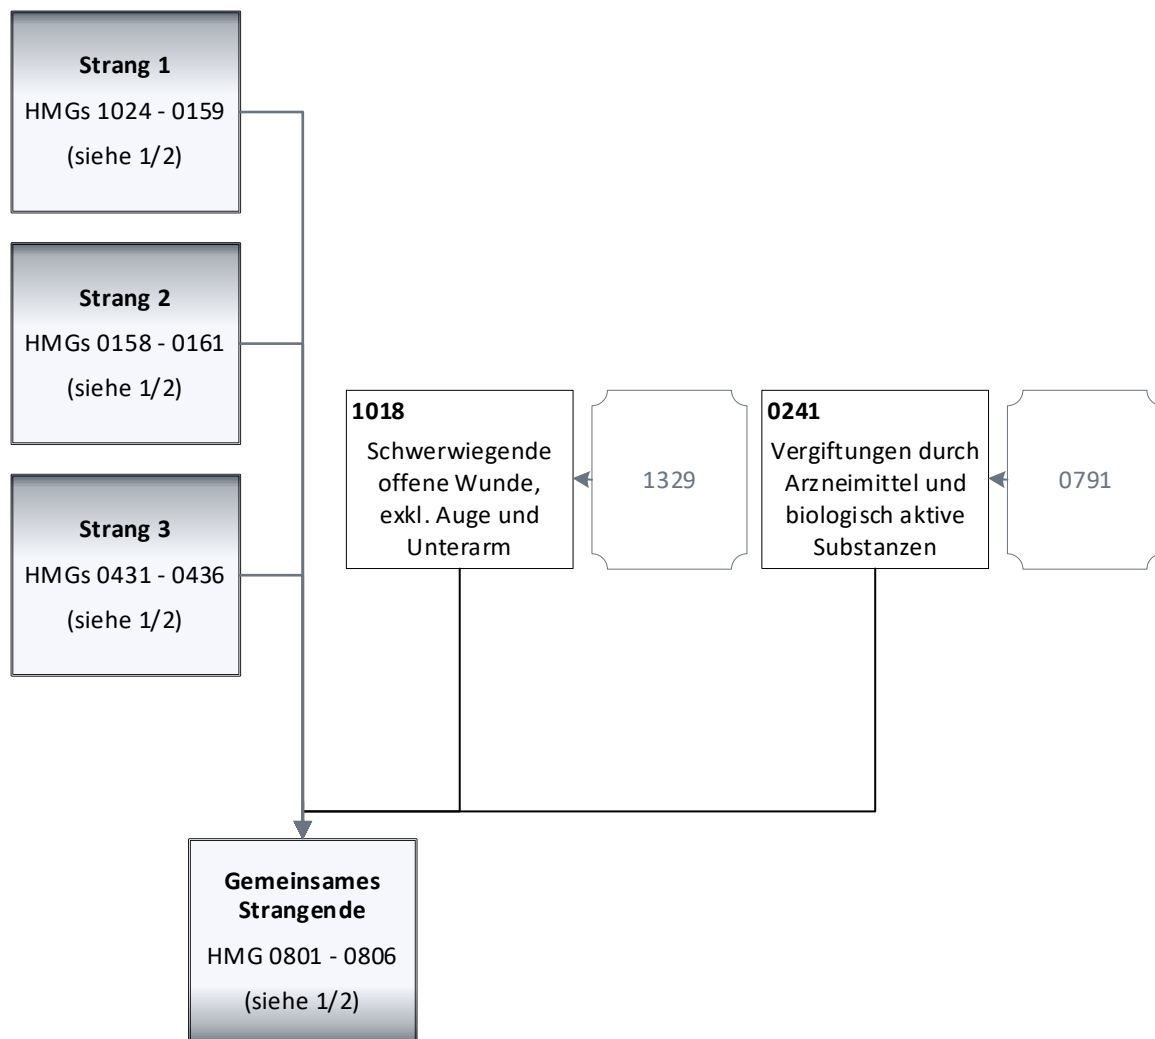 Strang 1
HMGs 1024 - 0159
(siehe 1/2)
Strang 2
HMGs 0158 - 0161
(siehe 1/2)
Strang 3
HMGs 0431 - 0436
(siehe 1/2)
1018
Schwerwiegende
offene Wunde,
exkl. Auge und
Unterarm
1329
0241
Vergiftungen durch
Arzneimittel und
biologisch aktive
Substanzen
0791
Gemeinsames
Strangende
HMG 0801 - 0806
(siehe 1/2)